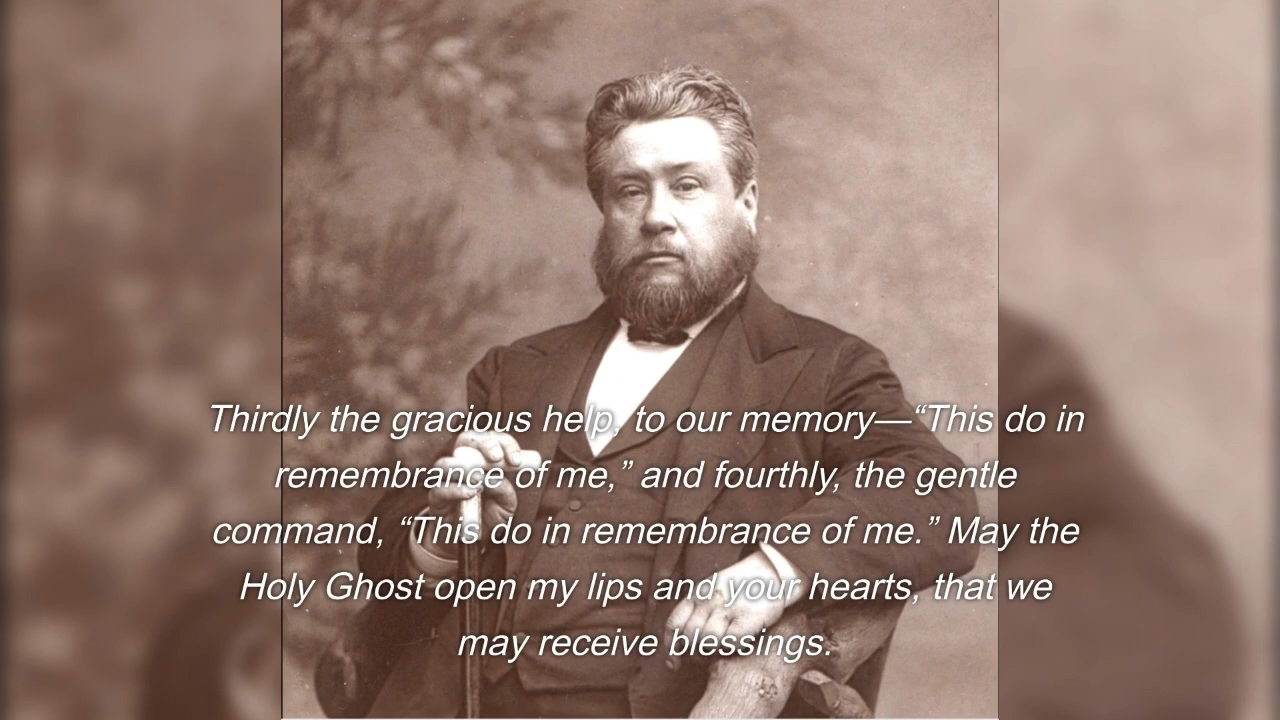 Thirdly the gracious help, to our memory—“This do in
remembrance of me,” and fourthly, the gentle
command, “This do in remembrance of me.” May the
Holy Ghost open my lips and your hearts, that we
may receive blessings.